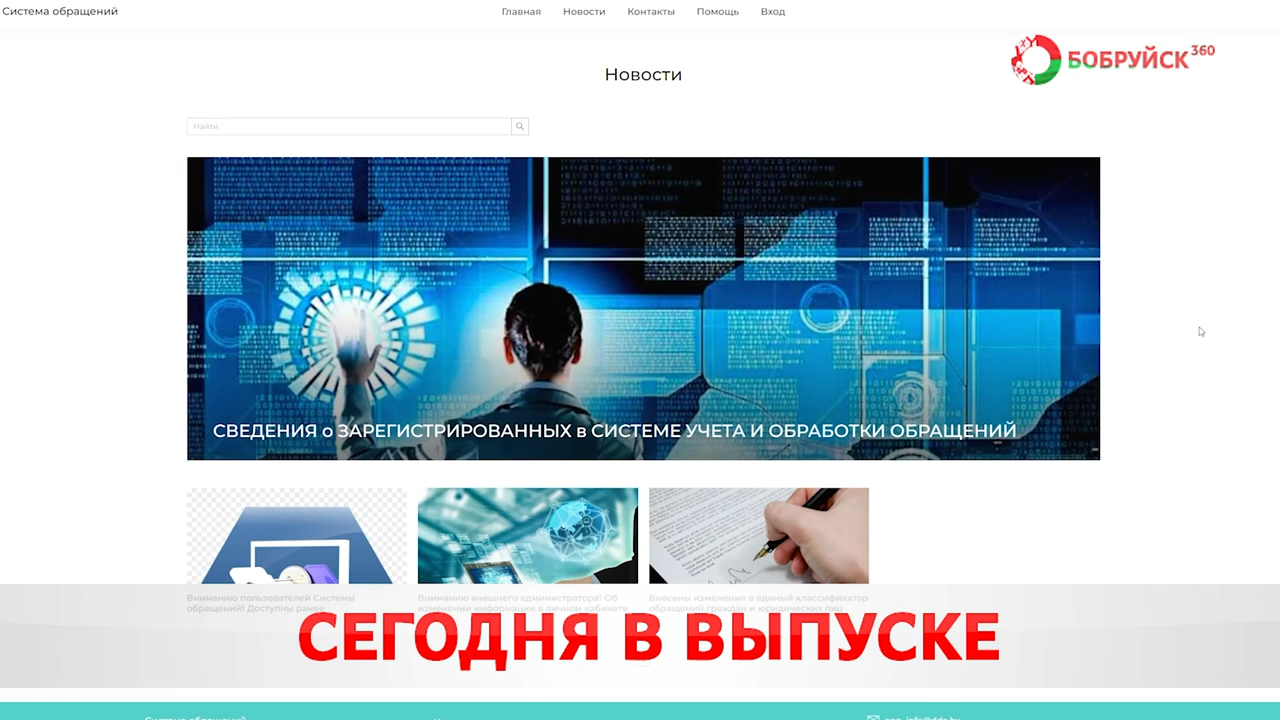 Система обращений
Главная Новости Контакты Помощь Вход
БОБРУЙСК 360
Новости
Найти
СВЕДЕНИЯ о ЗАРЕГИСТРИРОВАННЫХ в СИСТЕМЕ УЧЕТА И ОБРАБОТКИ ОБРАЩЕНИЙ
Вниманию пользователей Системы
обращений! Доступны ранее
Вниманию внешнего администратора! Об
изменении информации в личном кабинете
Внесены изменения в единый классификатор
обращений граждан и юридических лиц
СЕГОДНЯ В ВЫПУСКЕ
Система обращений